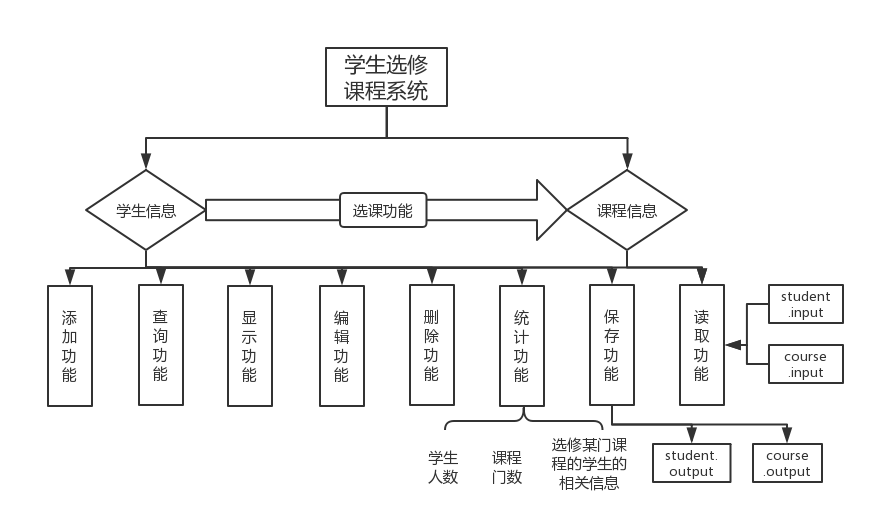 学生选修
课程系统
学生信息
选课功能
课程信息
添加功能
查询功能
显示功能
编辑功能
删除功能
统计功能
保存功能
读取功能
student
.input
course
.input
学生
人数
课程
门数
选修某门课
程的学生的
相关信息
student.
output
course
.output